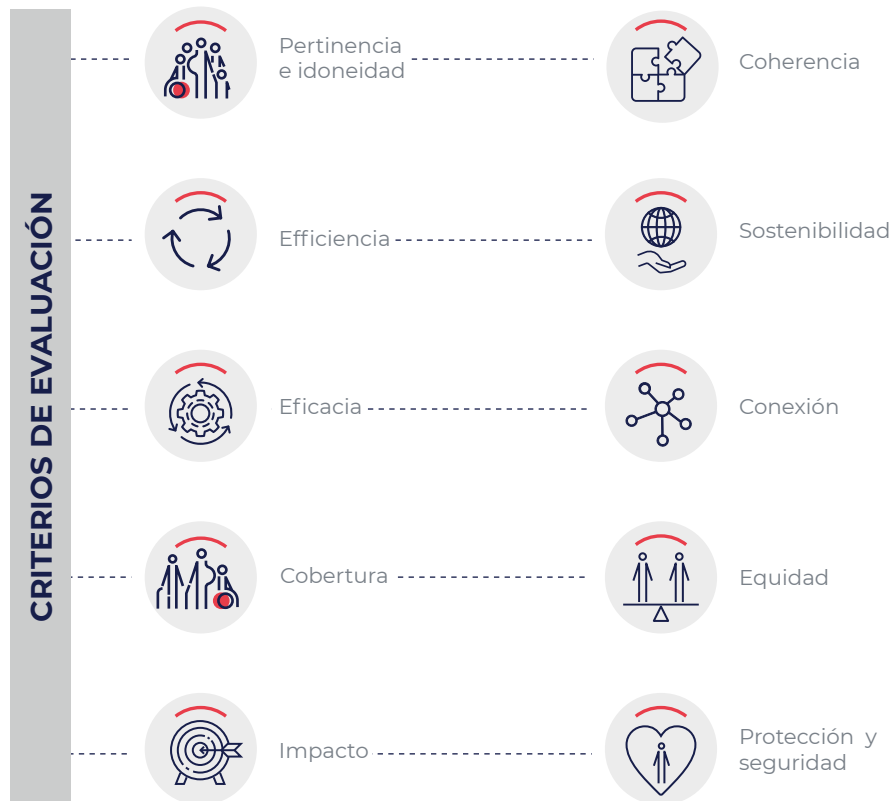 CRITERIOS DE EVALUACIÓN
Pertinencia
e idoneidad
Coherencia
Efficiencia
Sostenibilidad
Eficacia
Conexión
Cobertura
Equidad
Impacto
Protección y
seguridad